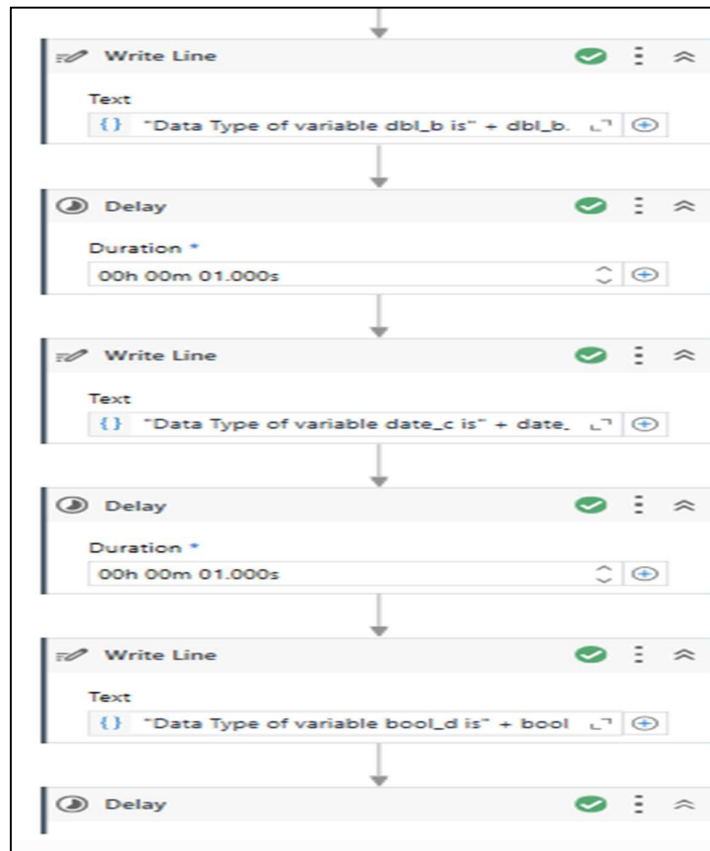 Write Line
Text
{} "Data Type of variable dbl_b is" + dbl_b.
Delay
Duration *
00h 00m 01.000s
Write Line
Text
{} "Data Type of variable date_c is" + date_
Delay
Duration *
00h 00m 01.000s
Write Line
Text
{} "Data Type of variable bool_d is" + bool
Delay